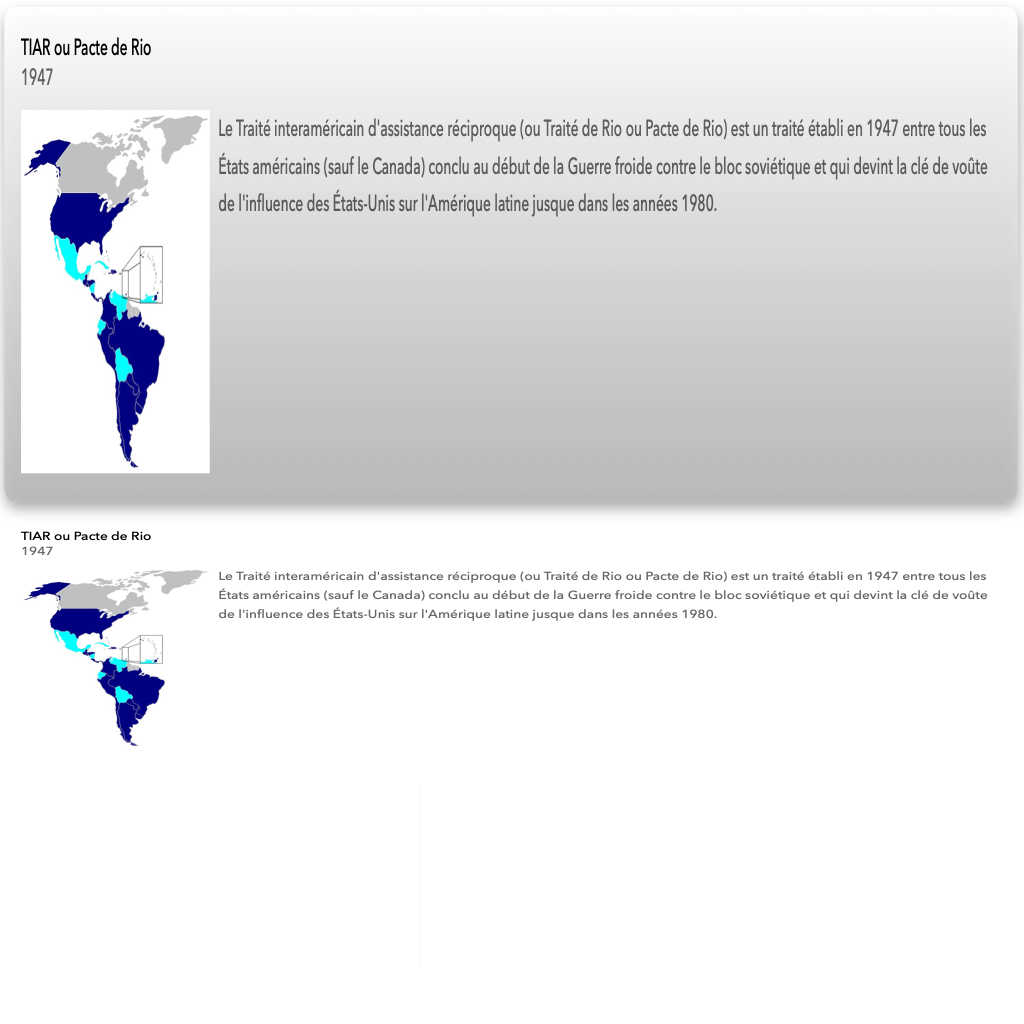 TIAR ou Pacte de Rio
1947
Le Traité interaméricain d'assistance réciproque (ou Traité de Rio ou Pacte de Rio) est un traité établi en 1947 entre tous les
États américains (sauf le Canada) conclu au début de la Guerre froide contre le bloc soviétique et qui devint la clé de voûte
de l'influence des États-Unis sur l'Amérique latine jusque dans les années 1980.
TIAR ou Pacte de Rio
1947
Le Traité interaméricain d'assistance réciproque (ou Traité de Rio ou Pacte de Rio) est un traité établi en 1947 entre tous les
États américains (sauf le Canada) conclu au début de la Guerre froide contre le bloc soviétique et qui devint la clé de voûte
de l'influence des États-Unis sur l'Amérique latine jusque dans les années 1980.